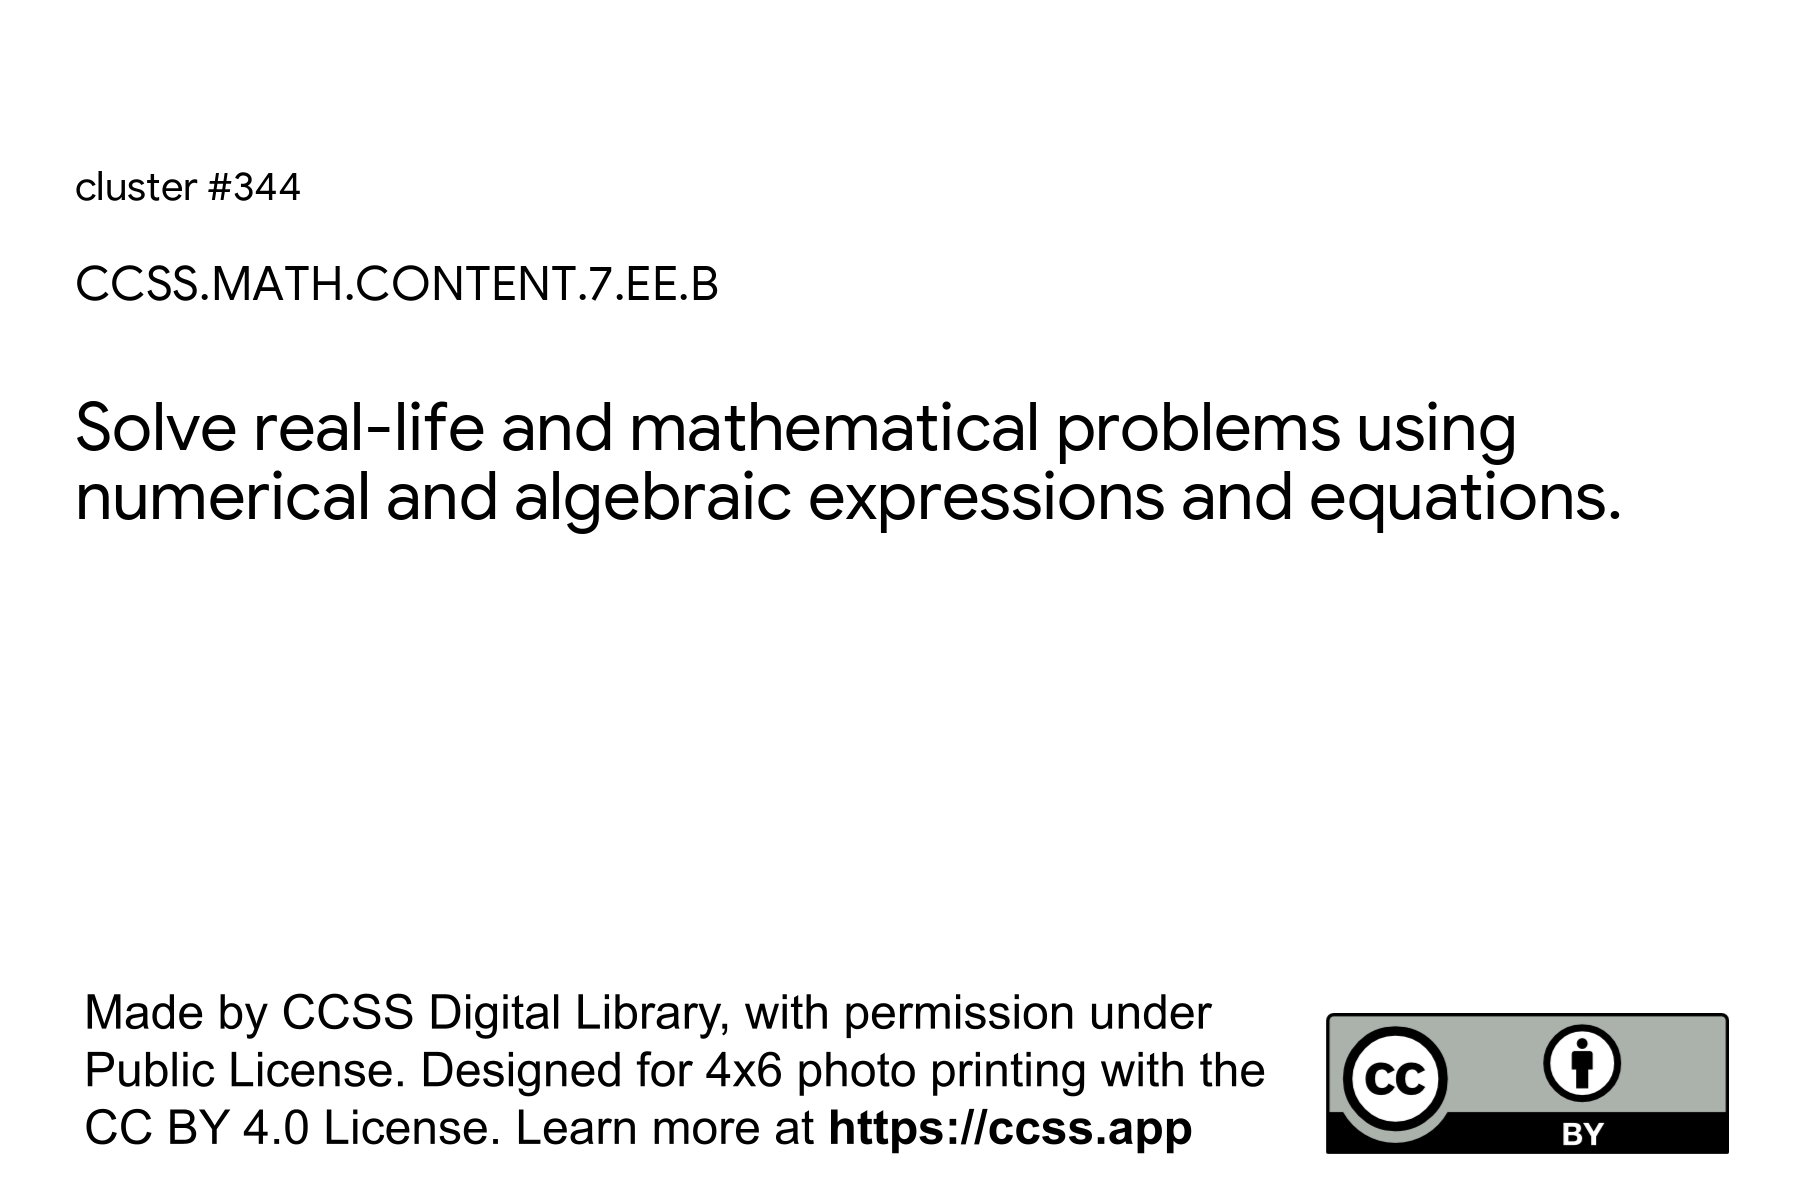 cluster #344
CCSS.MATH.CONTENT.7.EE.B
Solve real-life and mathematical problems using
numerical and algebraic expressions and equations.
Made by CCSS Digital Library, with permission under
Public License. Designed for 4x6 photo printing with the
CC BY 4.0 License. Learn more at https://ccss.app
CC
BY